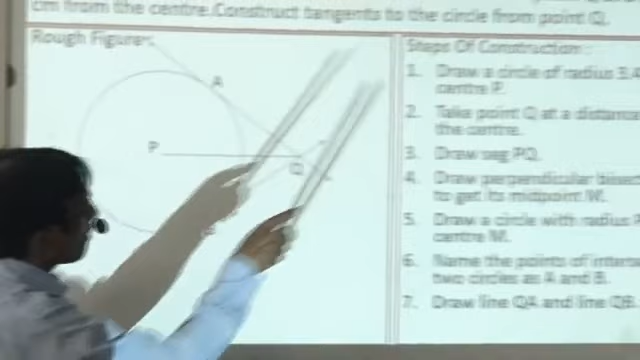 cm from the centre.Construct tangents to the circle from point Q.
Rough Figure:
A
P
Q
Steps Of Construction:
1. Draw a circle of radius 3.
centre P.
2. Take point Q at a distance
the centre.
3. Draw seg PQ.
4. Draw perpendicular
to get its midpoint M.
5. Draw a circle with radius
centre M.
6. Name the points of
two circles as A and B.
7. Draw line QA and line QB.